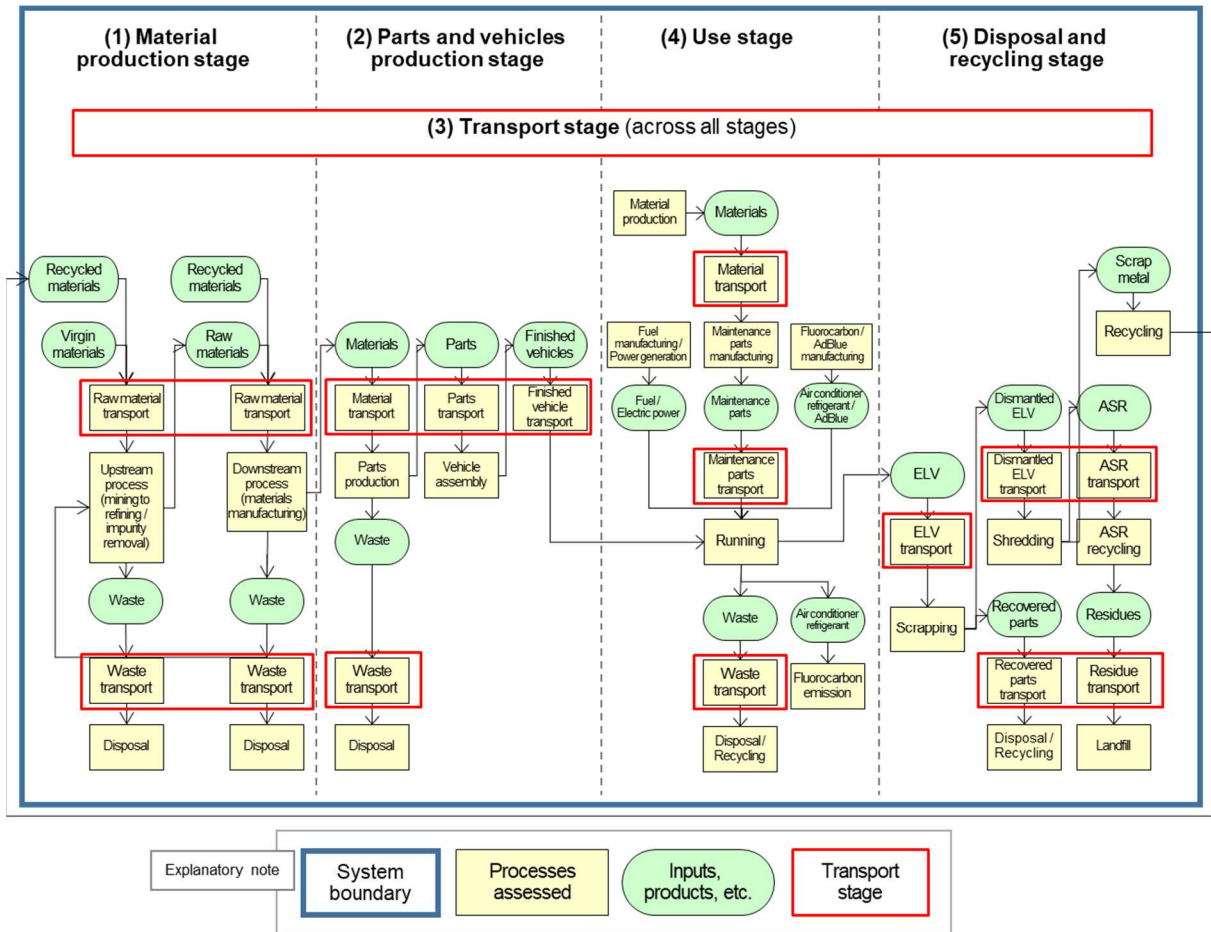 (1) Material
production stage
(2) Parts and vehicles
production stage
(4) Use stage
(5) Disposal and
recycling stage
(3) Transport stage (across all stages)
Recycled
materials
Virgin
materials
Raw material
transport
Upstream
process
(mining to
refining /
impurity
removal)
Waste
Waste
transport
Disposal
Recycled
materials
Raw
materials
Raw material
transport
Downstream
process
(materials
manufacturing)
Waste
Waste
transport
Disposal
Materials
Material
transport
Parts
production
Waste
Waste
transport
Disposal
Parts
Parts
transport
Vehicle
assembly
Finished
vehicles
Finished
vehicle
transport
Material
production
Materials
Material
transport
Fuel
manufacturing /
Power generation
Maintenance
parts
manufacturing
Fluorocarbon /
AdBlue
manufacturing
Fuel /
Electric power
Maintenance
parts
Air conditioner
refrigerant /
AdBlue
Maintenance
parts
transport
Running
Waste
Air conditioner
refrigerant
Waste
transport
Fluorocarbon
emission
Disposal /
Recycling
ELV
ELV
transport
Scrapping
Scrap
metal
Recycling
Dismantled
ELV
ASR
Dismantled
ELV
transport
ASR
transport
Shredding
ASR
recycling
Recovered
parts
Residues
Recovered
parts
transport
Residue
transport
Disposal /
Recycling
Landfill
Explanatory note
System
boundary
Processes
assessed
Inputs,
products, etc.
Transport
stage